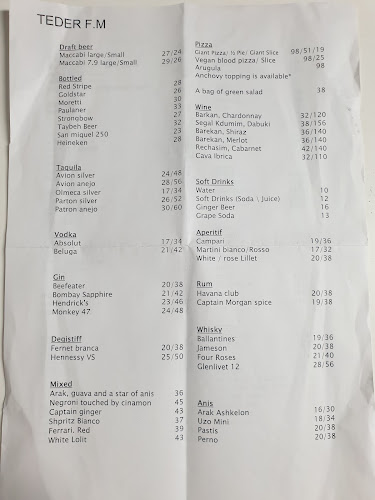 TEDER F.M
Draft beer
Maccabi large/Small 27/24
Maccabi 7.9 large/Small 29/26
Bottled
Red Stripe 28
Goldstar 26
Moretti 30
Paulaner 33
Stronobow 27
Taybeh Beer 32
San miguel 250 23
Heineken 28
Taquila
Avion silver 24/48
Avion anejo 28/56
Olmeca silver 17/34
Parton silver 26/52
Patron anejo 30/60
Vodka
Absolut 17/34
Beluga 21/42
Gin
Beefeater 20/38
Bombay Sapphire 21/42
Hendrick's 23/46
Monkey 47 24/48
Degistiff
Fernet branca 20/38
Hennessy VS 25/50
Mixed
Arak, guava and a star of anis 36
Negroni touched by cinamon 45
Captain ginger 43
Shpritz Bianco 37
Ferrari. Red 39
White Lolit 43
Pizza
Giant Pizza/ ½ Pie/ Giant Slice 98/51/19
Vegan blood pizza/ Slice 98/25
Arugula 98
Anchovy topping is available*
A bag of green salad 38
Wine
Barkan, Chardonnay 32/120
Segal Kdumim, Dabuki 38/156
Barekan, Shiraz 36/140
Barekan, Merlot 36/140
Rechasim, Cabarnet 42/140
Cava Ibrica 32/110
Soft Drinks
Water 10
Soft Drinks (Soda \ Juice) 12
Ginger Beer 16
Grape Soda 13
Aperitif
Campari 19/36
Martini bianco/Rosso 17/32
White / rose Lillet 20/38
Rum
Havana club 20/38
Captain Morgan spice 19/38
Whisky
Ballantines 19/36
Jameson 20/38
Four Roses 21/40
Glenlivet 12 28/56
Anis
Arak Ashkelon 16/30
Uzo Mini 18/34
Pastis 20/38
Perno 20/38